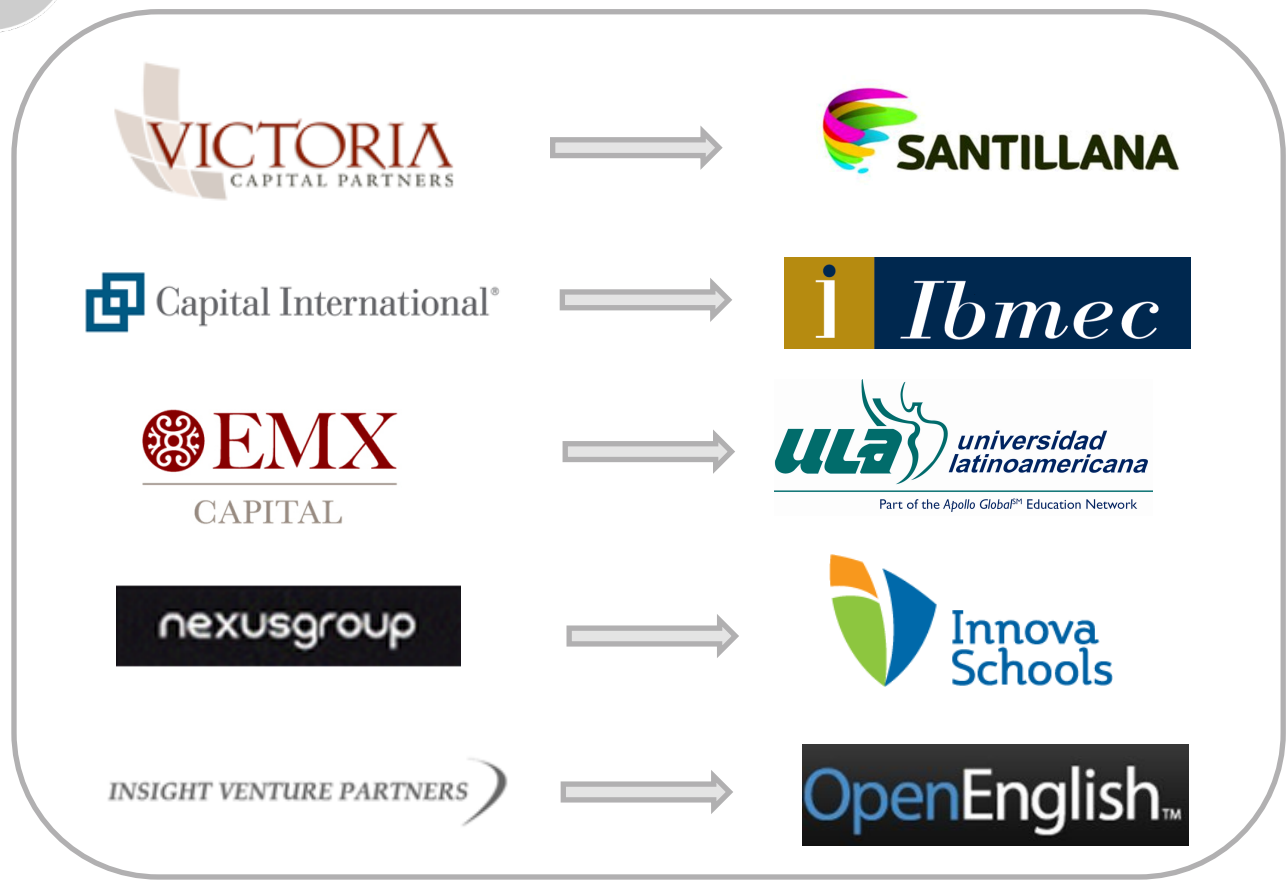 VICTORIA
CAPITAL PARTNERS
SANTILLANA
Capital International®
i Ibmec
EMX
CAPITAL
ULA universidad
latinoamericana
Part of the Apollo Global℠ Education Network
nexusgroup
Innova
Schools
INSIGHT VENTURE PARTNERS
OpenEnglish™